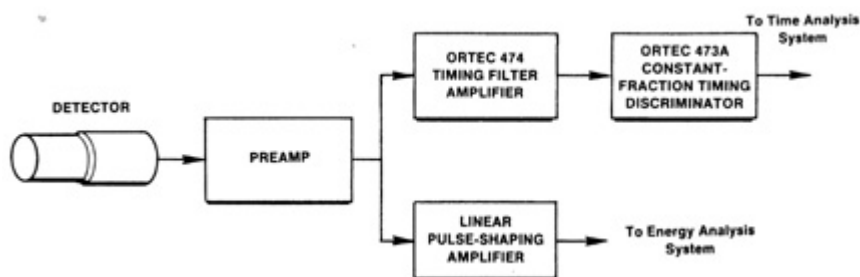 To Time Analysis
System
ORTEC 474
TIMING FILTER
AMPLIFIER
ORTEC 473A
CONSTANT-
FRACTION TIMING
DISCRIMINATOR
DETECTOR
PREAMP
LINEAR
PULSE-SHAPING
AMPLIFIER
To Energy Analysis
System